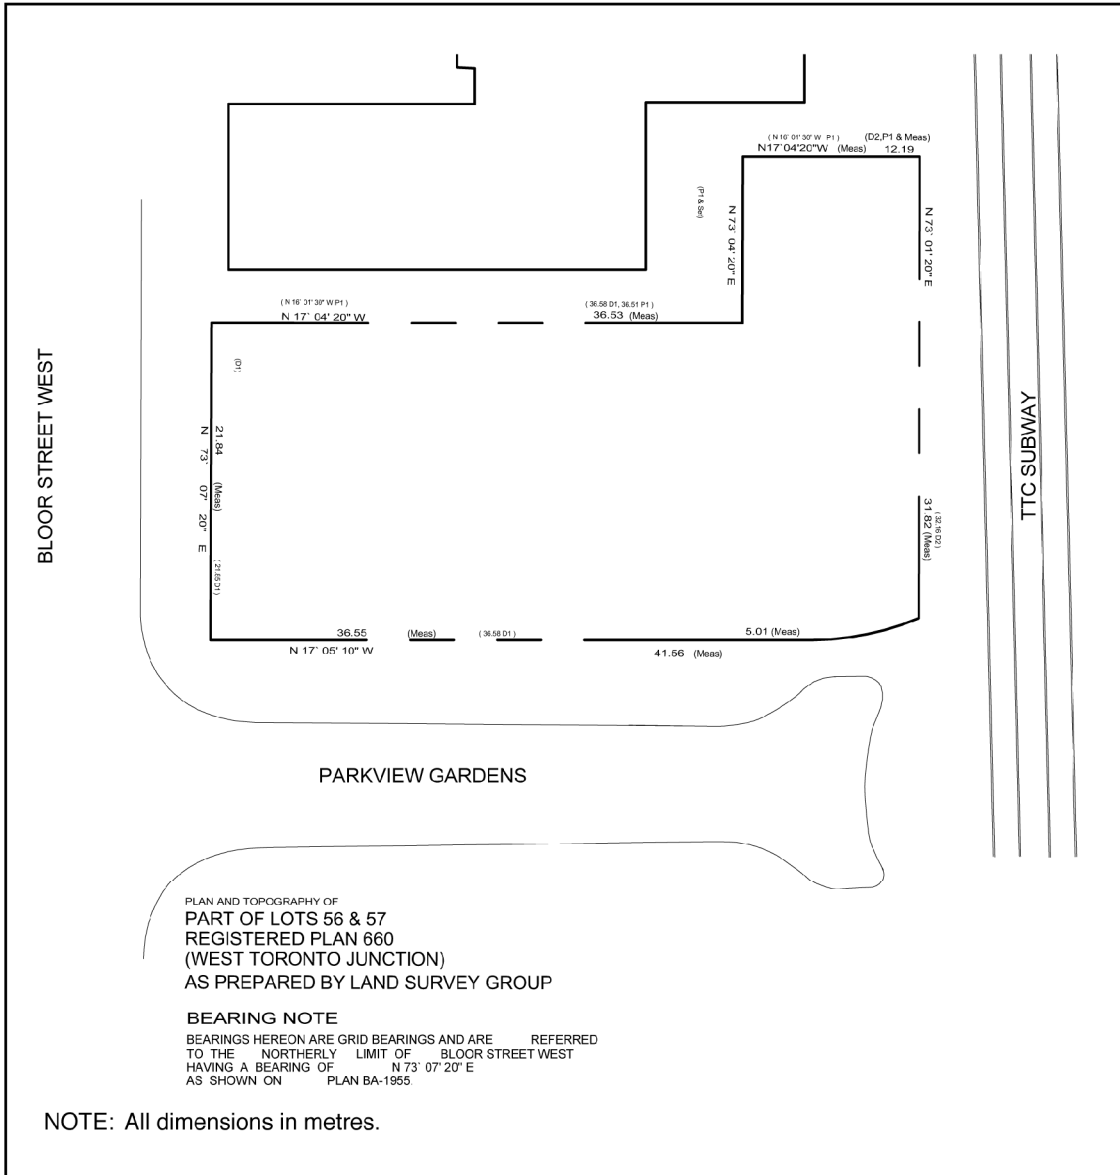 ( N 16' 01' 30" W P1 ) (D2,P1 & Meas)
N17°04'20"W (Meas) 12.19
(P1 & Set)
N 73° 04' 20" E
N 73° 01' 20" E
( N 16' 01' 30" W P1 )
N 17° 04' 20" W
( 36.58 D1, 36.51 P1 )
36.53 (Meas)
(D1)
BLOOR STREET WEST
21.84 (Meas) ( 21.85 D1 )
N 73° 07' 20" E
TTC SUBWAY
31.82 (Meas)
( 32.16 D2 )
36.55 (Meas) ( 36.58 D1 )
N 17° 05' 10" W
5.01 (Meas)
41.56 (Meas)
PARKVIEW GARDENS
PLAN AND TOPOGRAPHY OF
PART OF LOTS 56 & 57
REGISTERED PLAN 660
(WEST TORONTO JUNCTION)
AS PREPARED BY LAND SURVEY GROUP
BEARING NOTE
BEARINGS HEREON ARE GRID BEARINGS AND ARE REFERRED
TO THE NORTHERLY LIMIT OF BLOOR STREET WEST
HAVING A BEARING OF N 73° 07' 20" E
AS SHOWN ON PLAN BA-1955.
NOTE: All dimensions in metres.